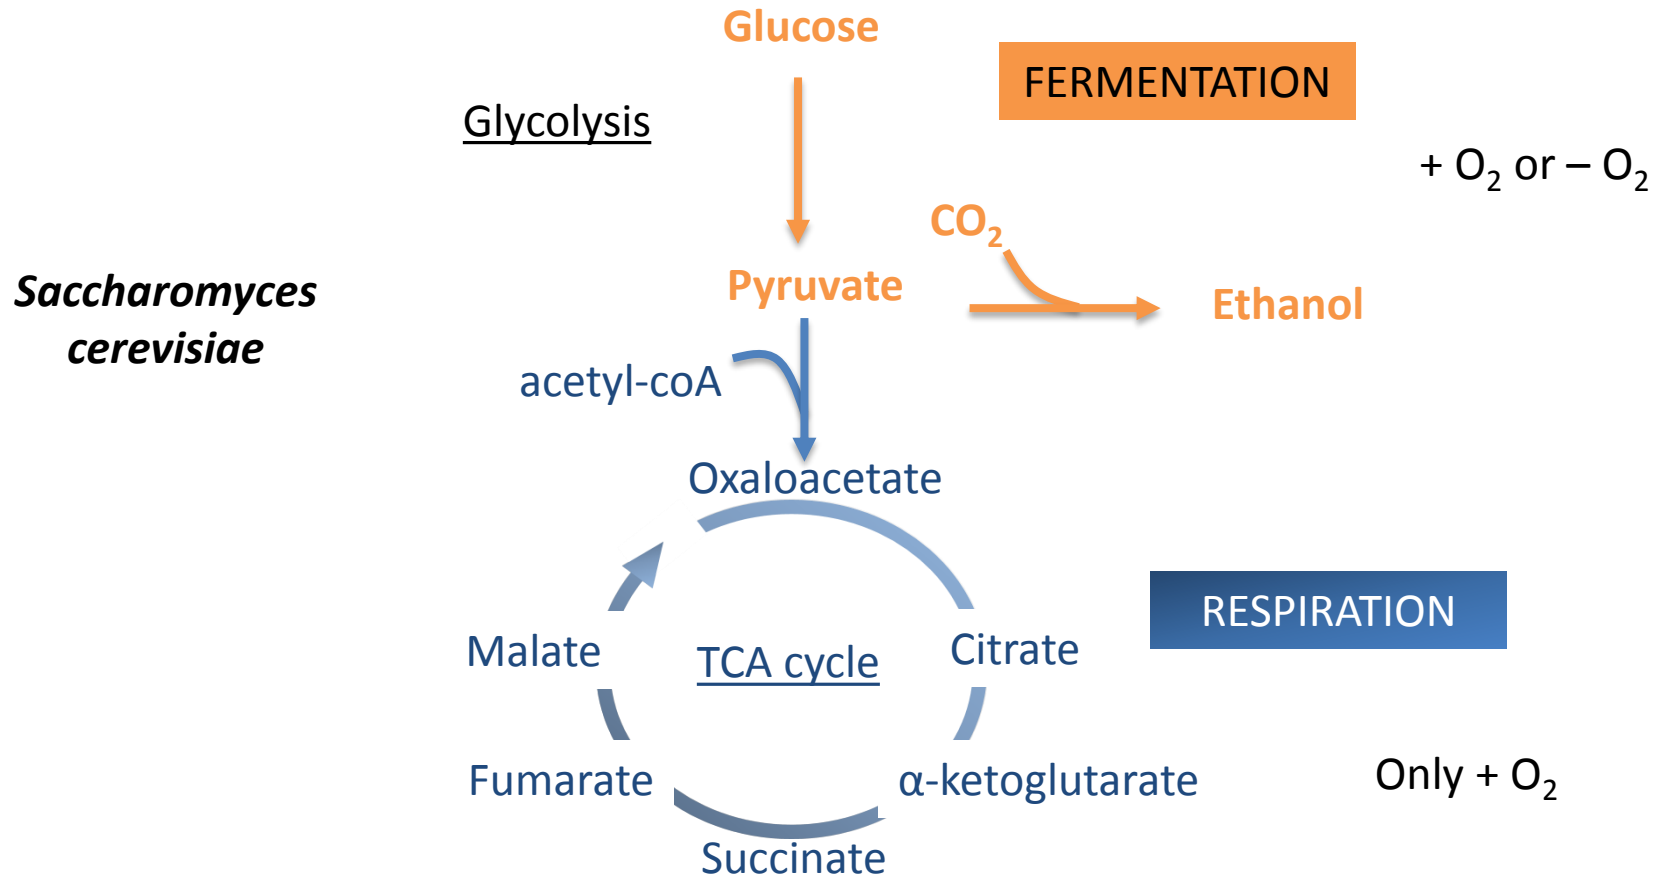 Glucose
FERMENTATION
Glycolysis
+ O₂ or – O₂
CO₂
Saccharomyces
cerevisiae
Pyruvate
Ethanol
acetyl-coA
Oxaloacetate
RESPIRATION
Malate
TCA cycle
Citrate
Fumarate
α-ketoglutarate
Only + O₂
Succinate